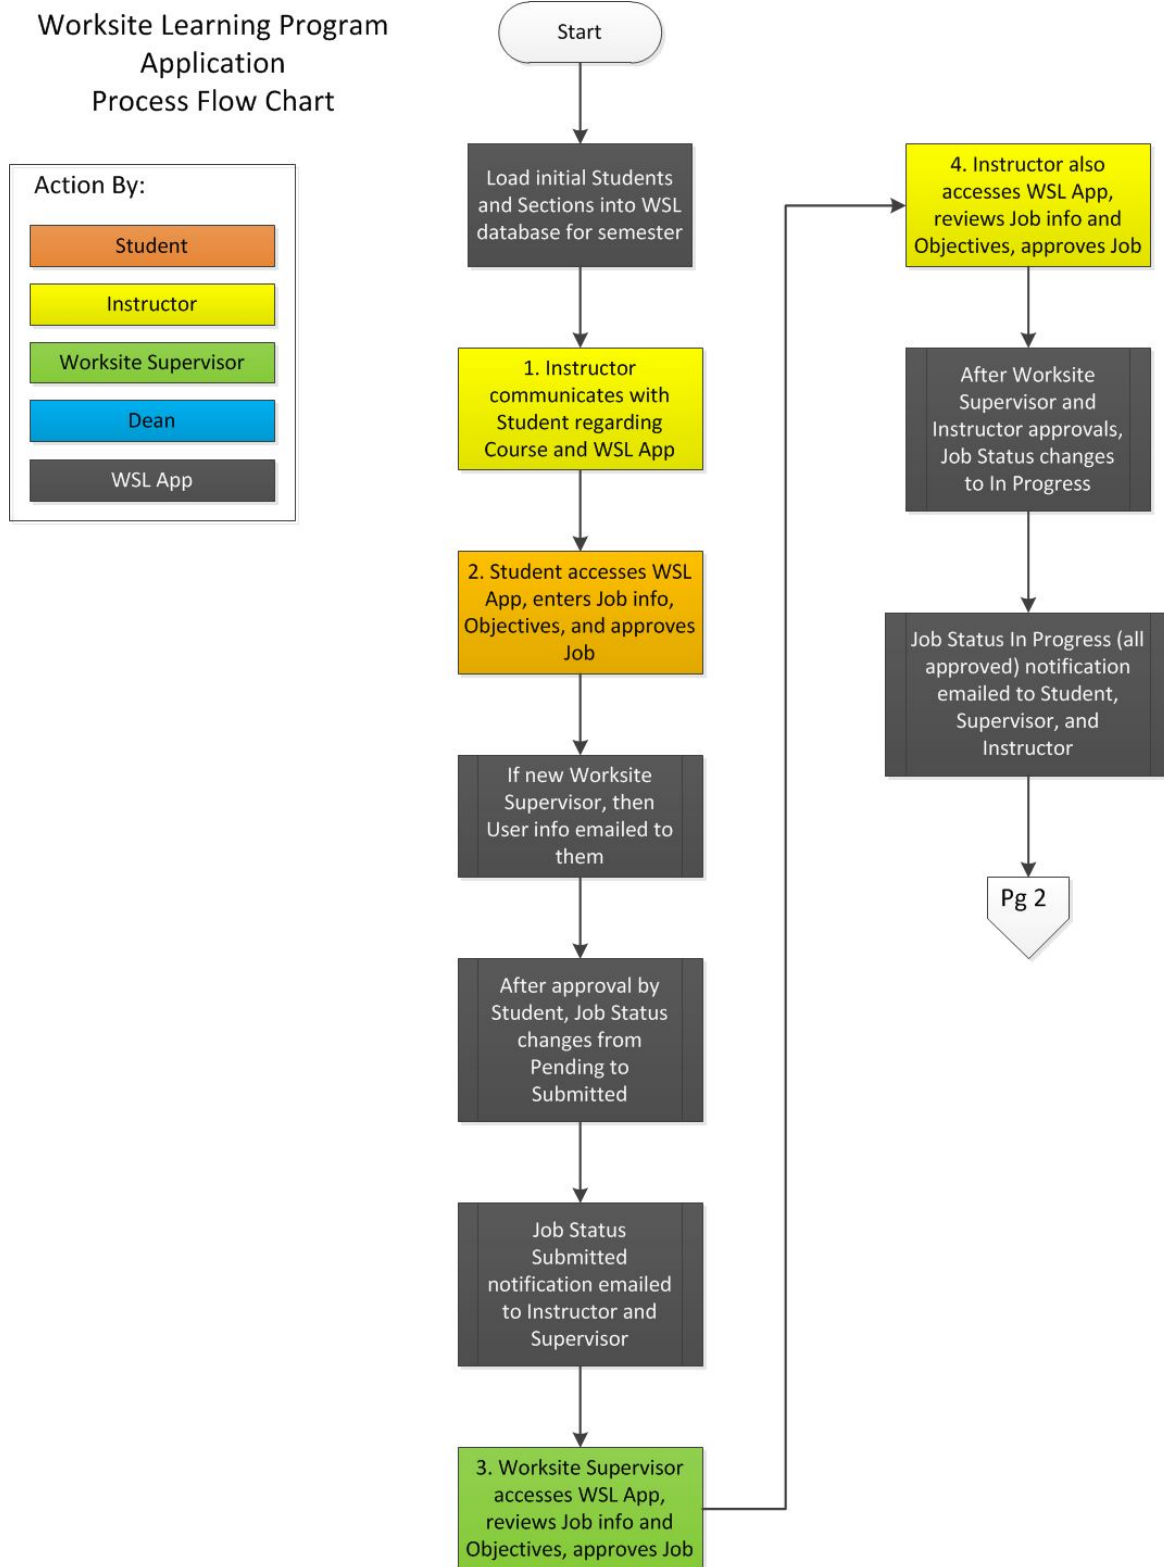 Worksite Learning Program
Application
Process Flow Chart
Action By:
Student
Instructor
Worksite Supervisor
Dean
WSL App
Start
Load initial Students
and Sections into WSL
database for semester
1. Instructor
communicates with
Student regarding
Course and WSL App
2. Student accesses WSL
App, enters Job info,
Objectives, and approves
Job
If new Worksite
Supervisor, then
User info emailed to
them
After approval by
Student, Job Status
changes from
Pending to
Submitted
Job Status
Submitted
notification emailed
to Instructor and
Supervisor
3. Worksite Supervisor
accesses WSL App,
reviews Job info and
Objectives, approves Job
4. Instructor also
accesses WSL App,
reviews Job info and
Objectives, approves Job
After Worksite
Supervisor and
Instructor approvals,
Job Status changes
to In Progress
Job Status In Progress (all
approved) notification
emailed to Student,
Supervisor, and
Instructor
Pg 2